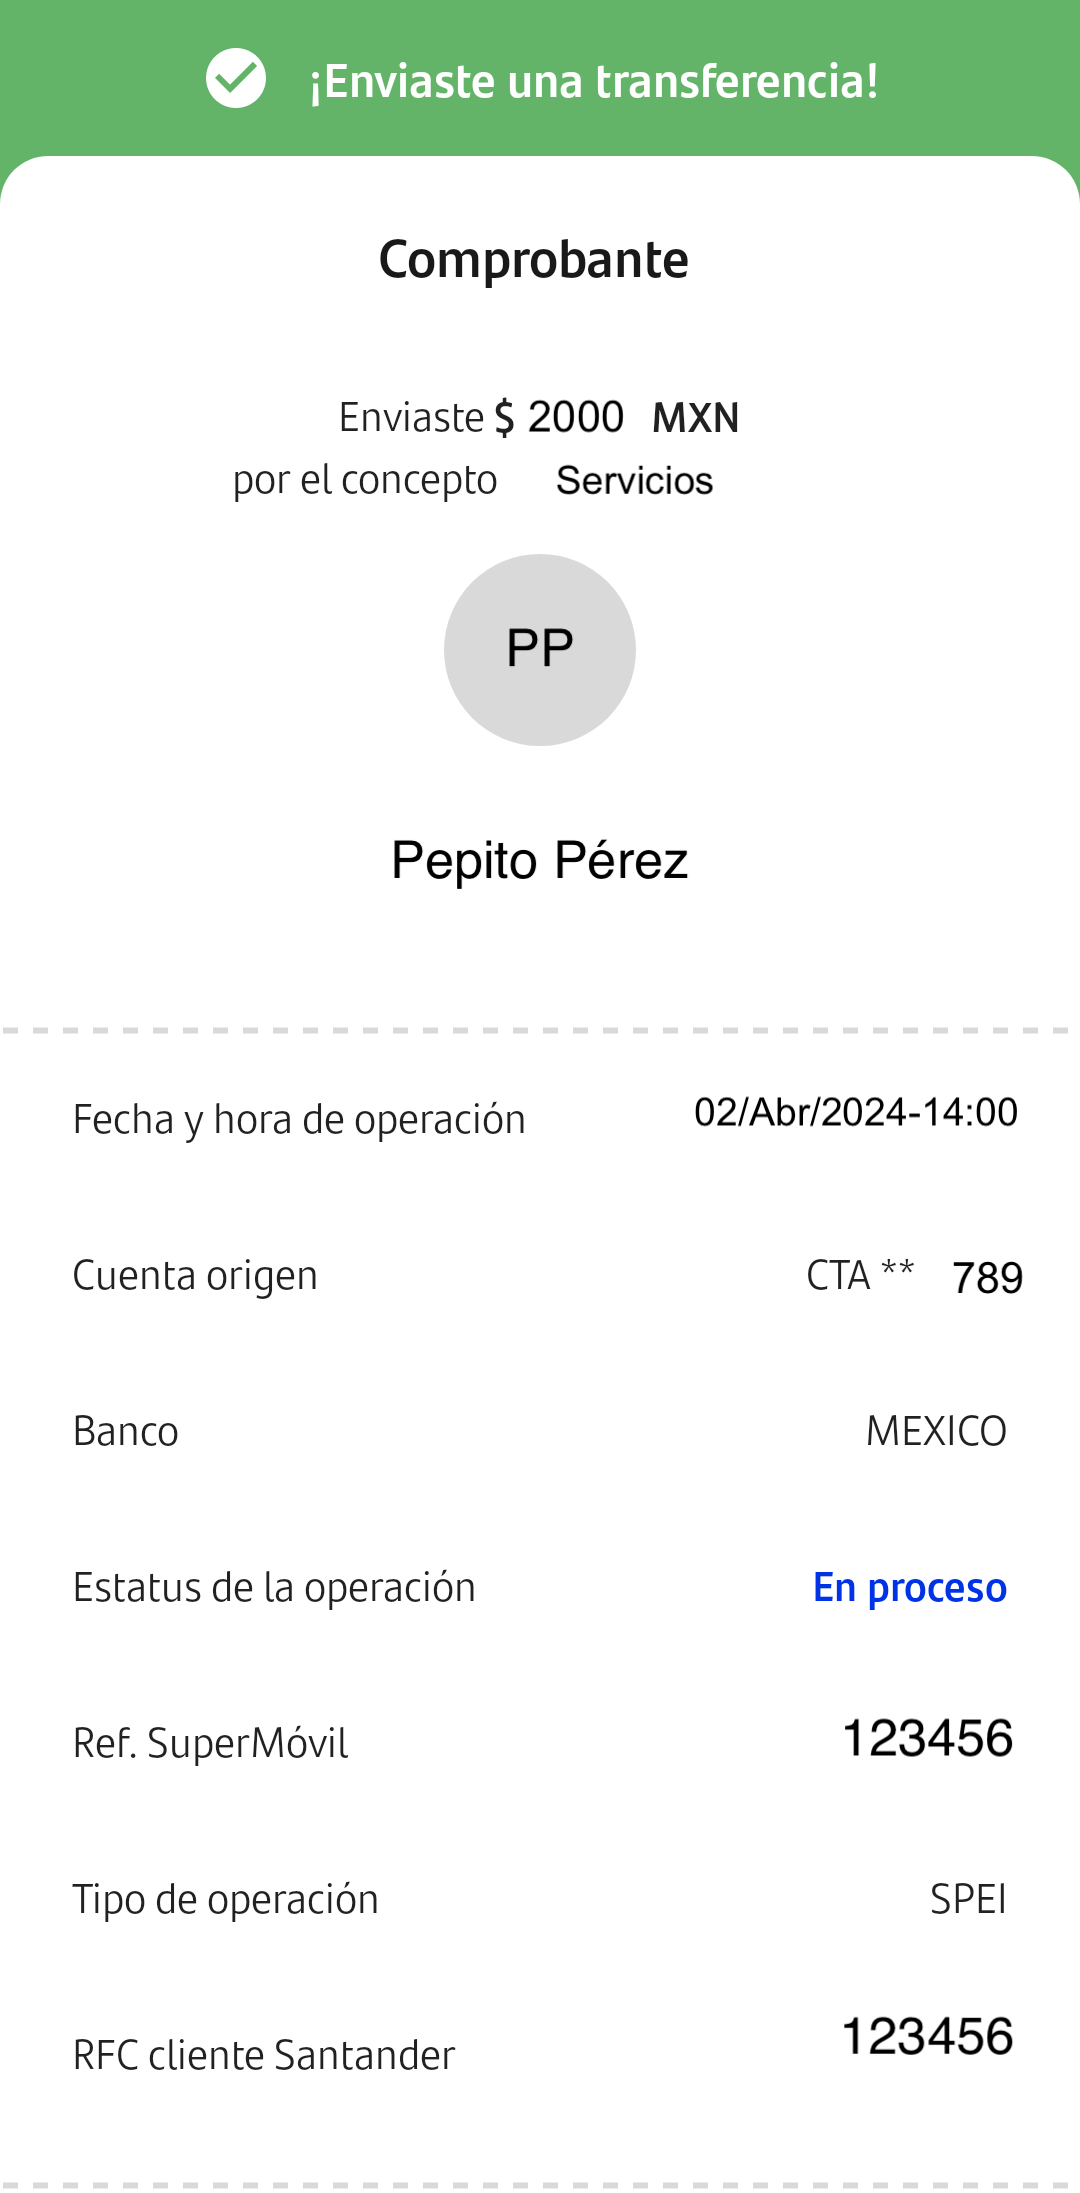 ¡Enviaste una transferencia!
Comprobante
Enviaste $ 2000 MXN
por el concepto Servicios
PP
Pepito Pérez
Fecha y hora de operación 02/Abr/2024-14:00
Cuenta origen CTA ** 789
Banco MEXICO
Estatus de la operación En proceso
Ref. SuperMóvil 123456
Tipo de operación SPEI
RFC cliente Santander 123456